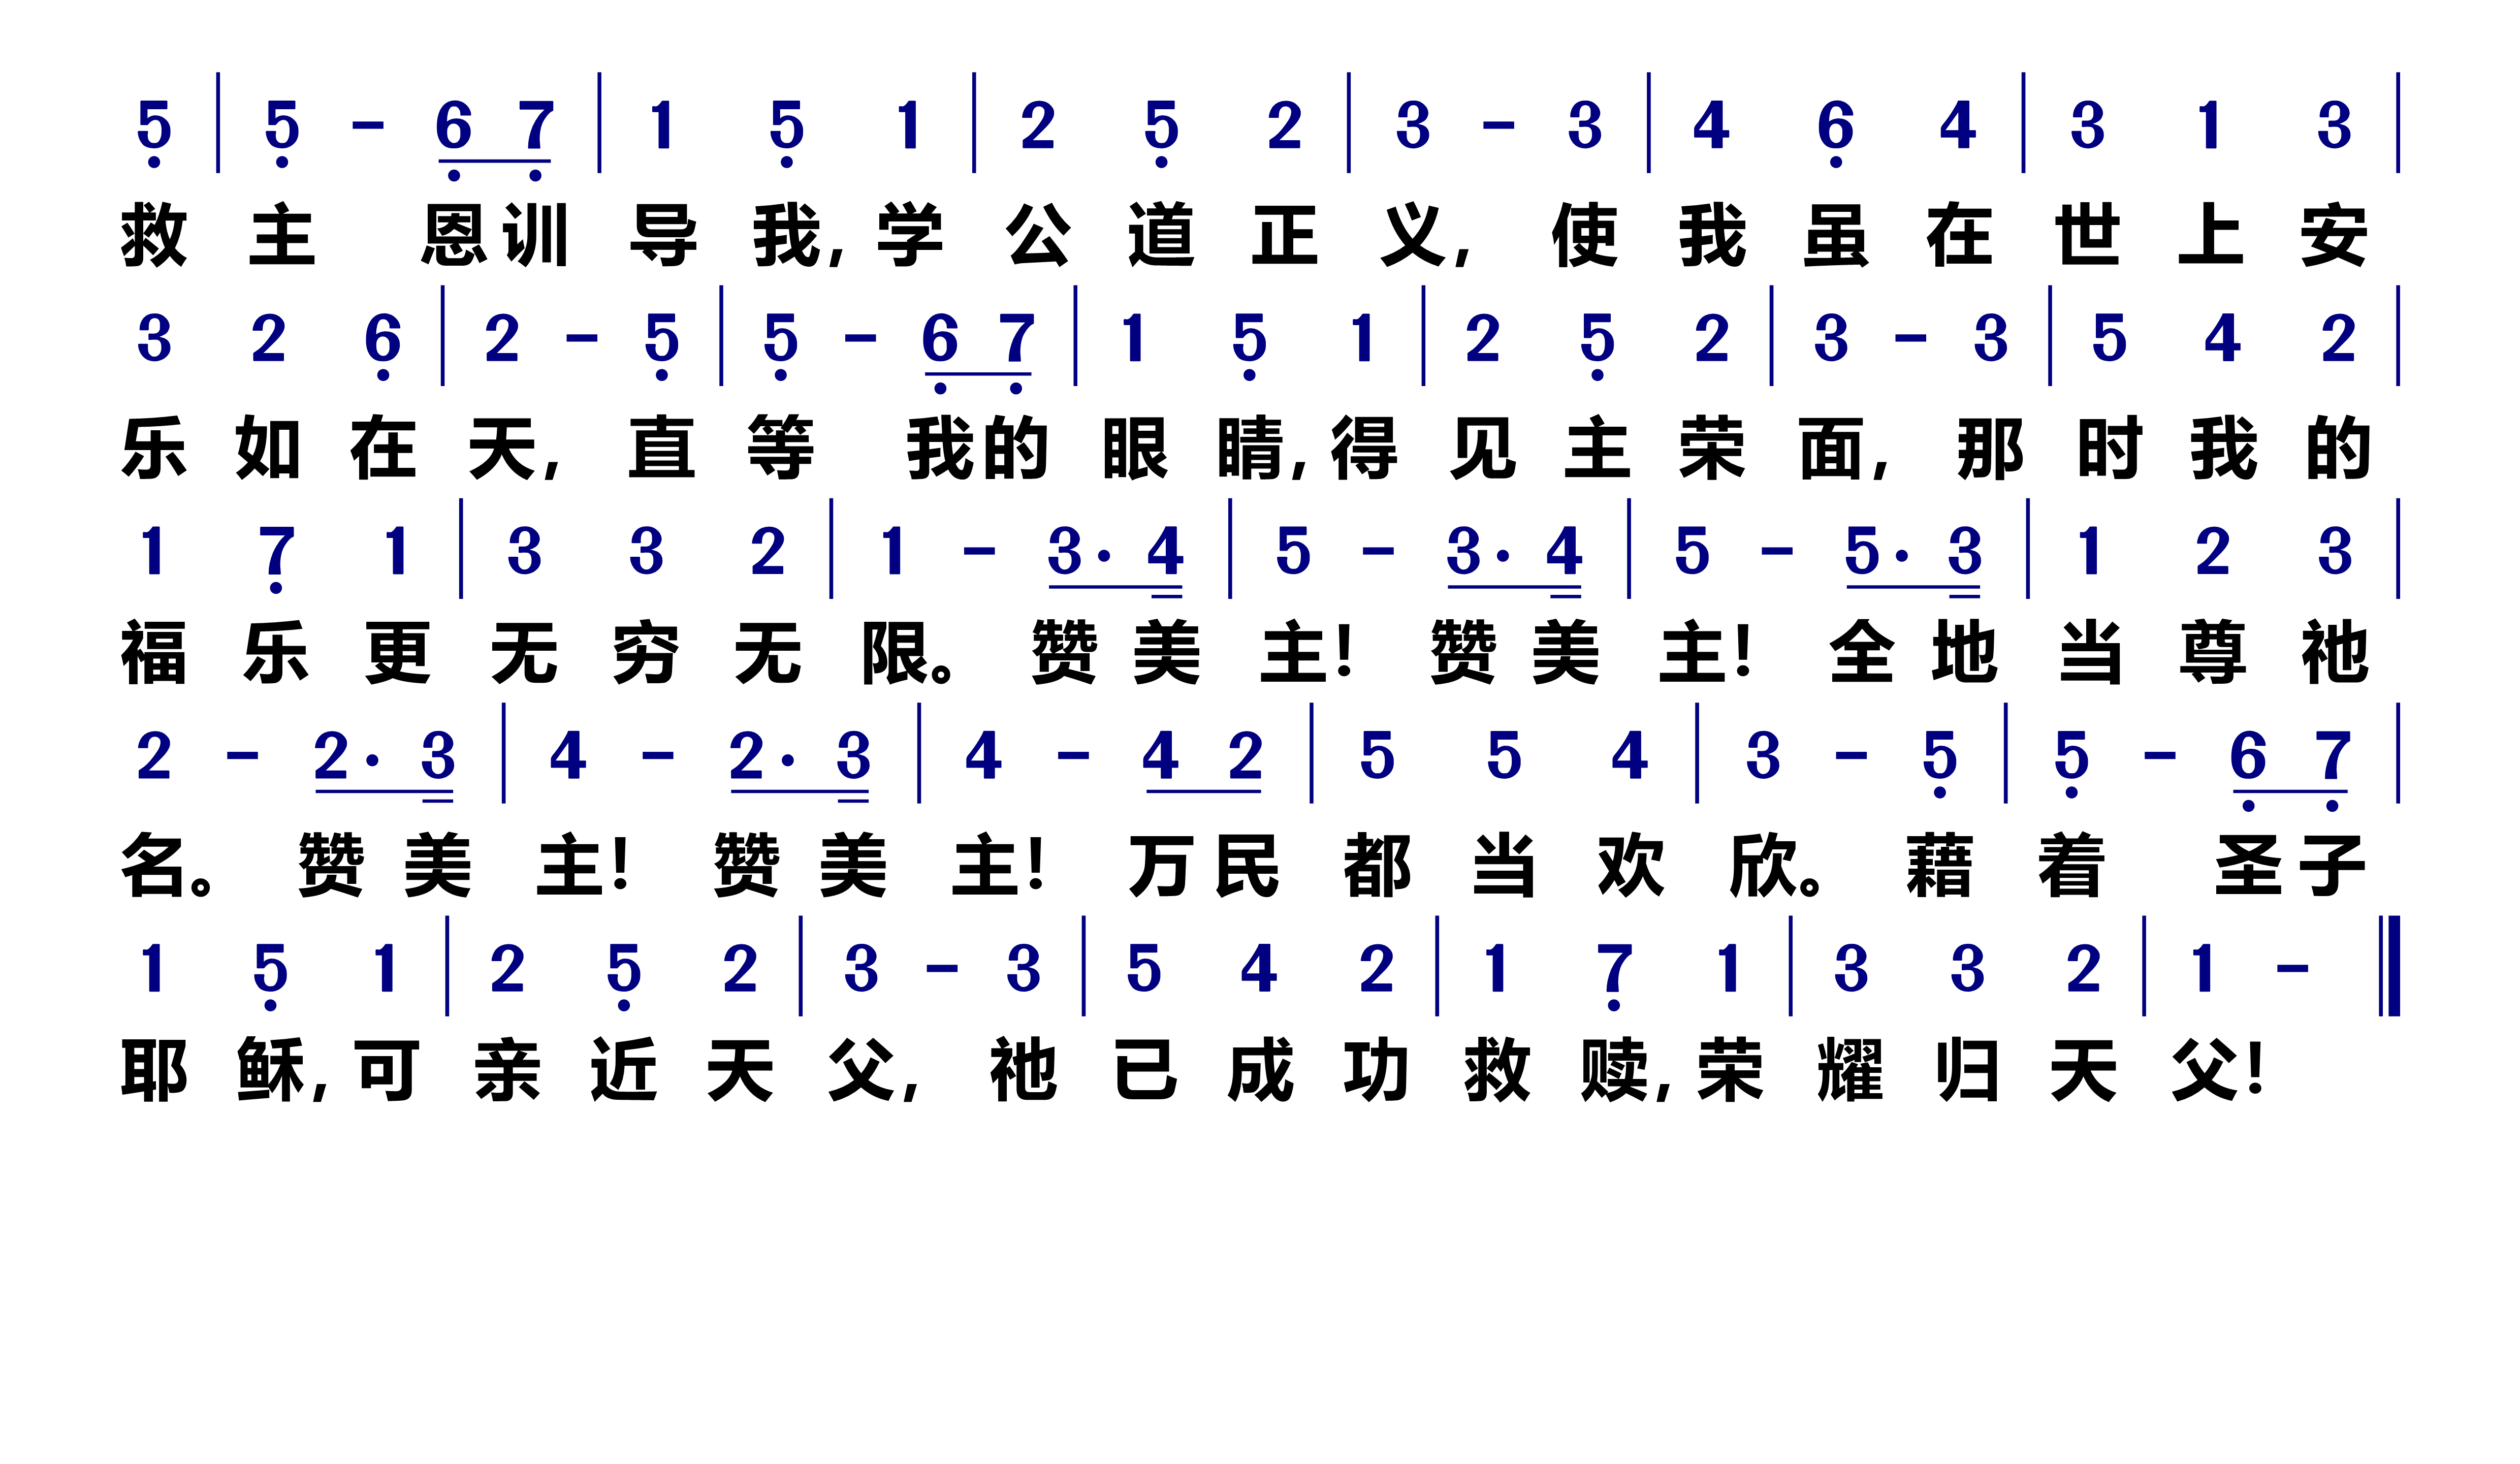 5̣ | 5̣ - 6̣ 7̣ | 1 5̣ 1 | 2 5̣ 2 | 3 - 3 | 4 6̣ 4 | 3 1 3 |
救 主 恩训 导 我,学 公 道 正 义, 使 我 虽 在 世 上 安
3 2 6̣ | 2 - 5̣ | 5̣ - 6̣ 7̣ | 1 5̣ 1 | 2 5̣ 2 | 3 - 3 | 5 4 2 |
乐 如 在 天, 直 等 我的 眼 睛,得 见 主 荣 面, 那 时 我 的
1 7̣ 1 | 3 3 2 | 1 - 3· 4 | 5 - 3· 4 | 5 - 5· 3 | 1 2 3 |
福 乐 更 无 穷 无 限。 赞 美 主! 赞 美 主! 全 地 当 尊 祂
2 - 2· 3 | 4 - 2· 3 | 4 - 4 2 | 5 5 4 | 3 - 5̣ | 5̣ - 6̣ 7̣ |
名。 赞 美 主! 赞 美 主! 万 民 都 当 欢 欣。 藉 着 圣子
1 5̣ 1 | 2 5̣ 2 | 3 - 3 | 5 4 2 | 1 7̣ 1 | 3 3 2 | 1 - ‖
耶 稣,可 亲 近 天 父, 祂 已 成 功 救 赎,荣 耀 归 天 父!